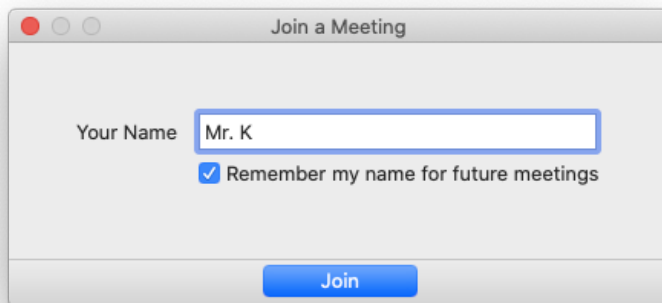 Join a Meeting
Your Name Mr. K
Remember my name for future meetings
Join